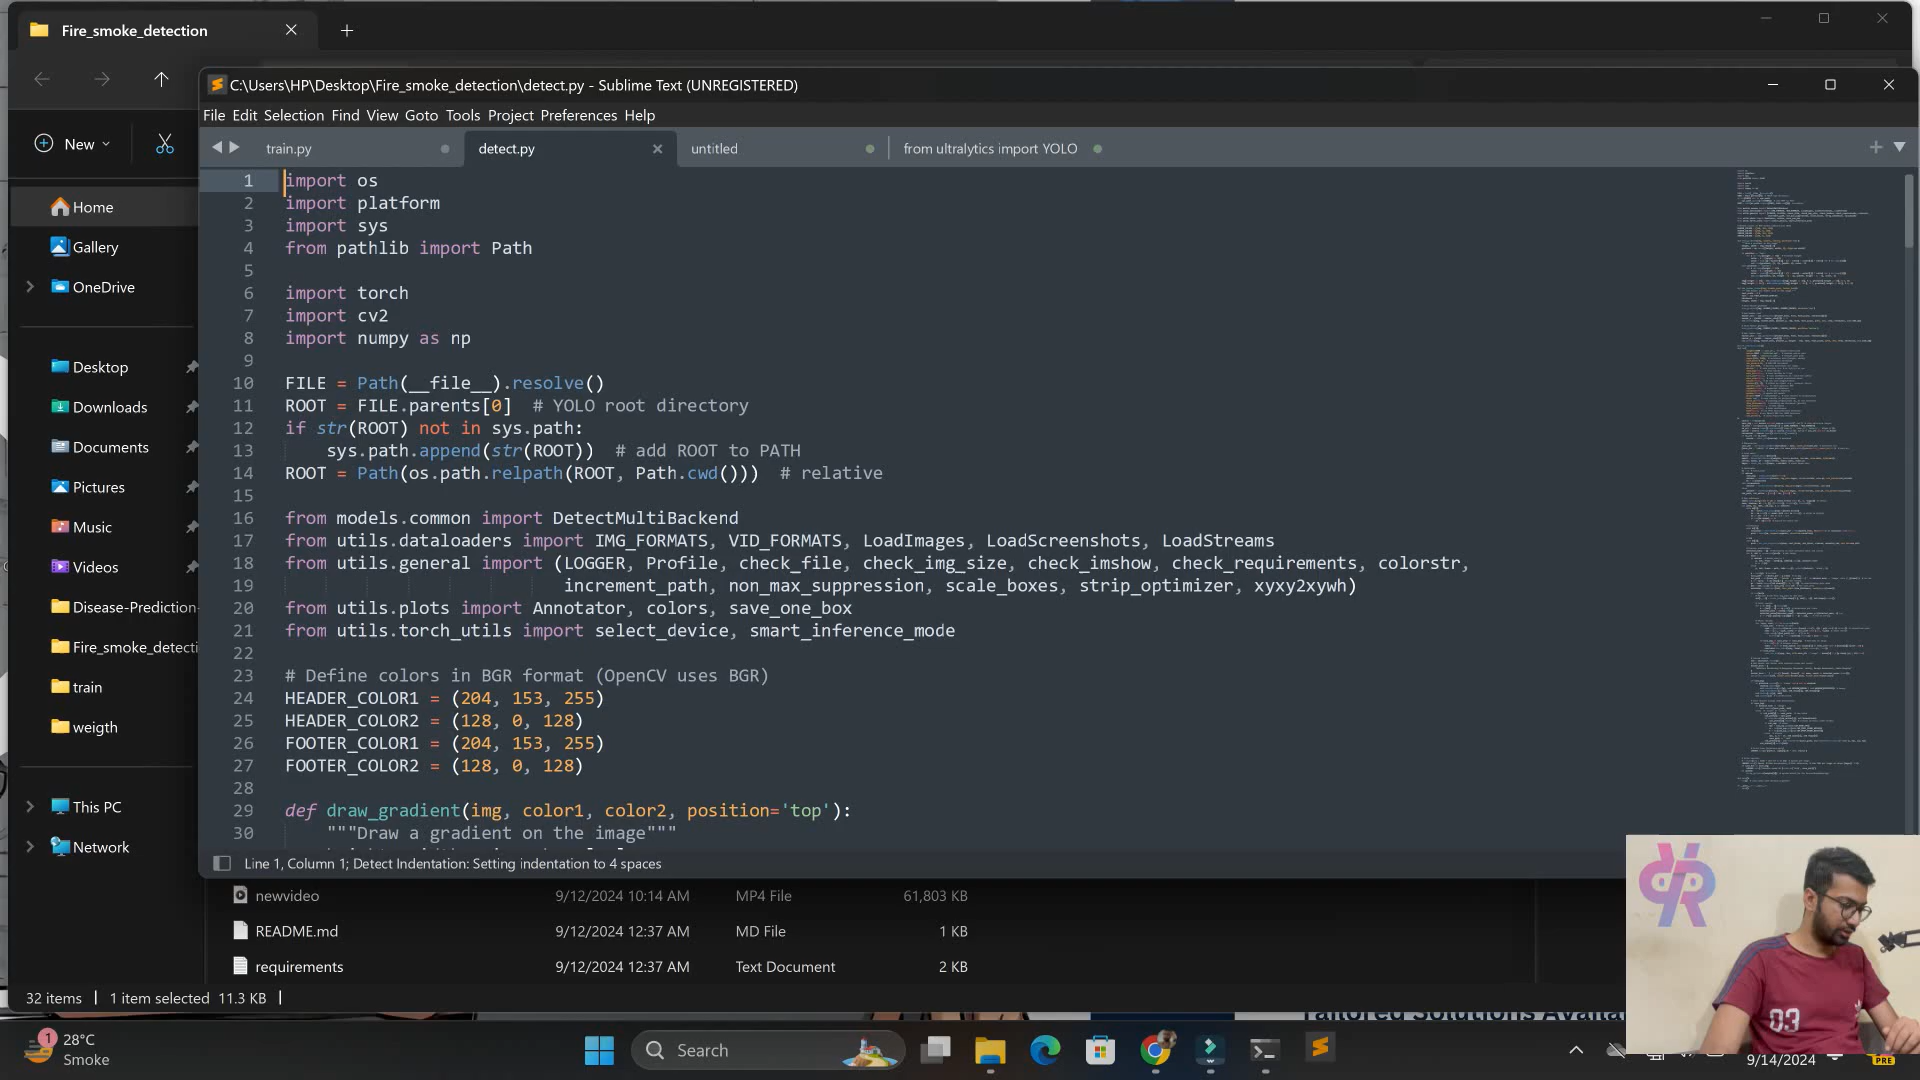 Fire_smoke_detection
C:\Users\HP\Desktop\Fire_smoke_detection\detect.py - Sublime Text (UNREGISTERED)
File Edit Selection Find View Goto Tools Project Preferences Help
New
train.py
detect.py
untitled
from ultralytics import YOLO
Home
Gallery
OneDrive
Desktop
Downloads
Documents
Pictures
Music
Videos
Disease-Prediction-
Fire_smoke_detecti
train
weigth
This PC
Network
1 import os
2 import platform
3 import sys
4 from pathlib import Path
5
6 import torch
7 import cv2
8 import numpy as np
9
10 FILE = Path(__file__).resolve()
11 ROOT = FILE.parents[0]  # YOLO root directory
12 if str(ROOT) not in sys.path:
13     sys.path.append(str(ROOT))  # add ROOT to PATH
14 ROOT = Path(os.path.relpath(ROOT, Path.cwd()))  # relative
15
16 from models.common import DetectMultiBackend
17 from utils.dataloaders import IMG_FORMATS, VID_FORMATS, LoadImages, LoadScreenshots, LoadStreams
18 from utils.general import (LOGGER, Profile, check_file, check_img_size, check_imshow, check_requirements, colorstr,
19                            increment_path, non_max_suppression, scale_boxes, strip_optimizer, xyxy2xywh)
20 from utils.plots import Annotator, colors, save_one_box
21 from utils.torch_utils import select_device, smart_inference_mode
22
23 # Define colors in BGR format (OpenCV uses BGR)
24 HEADER_COLOR1 = (204, 153, 255)
25 HEADER_COLOR2 = (128, 0, 128)
26 FOOTER_COLOR1 = (204, 153, 255)
27 FOOTER_COLOR2 = (128, 0, 128)
28
29 def draw_gradient(img, color1, color2, position='top'):
30     """Draw a gradient on the image"""
Line 1, Column 1; Detect Indentation: Setting indentation to 4 spaces
newvideo 9/12/2024 10:14 AM MP4 File 61,803 KB
README.md 9/12/2024 12:37 AM MD File 1 KB
requirements 9/12/2024 12:37 AM Text Document 2 KB
32 items 1 item selected 11.3 KB
Tailored Solutions Availa
03
1
28°C
Smoke
Search
9/14/2024
PRE